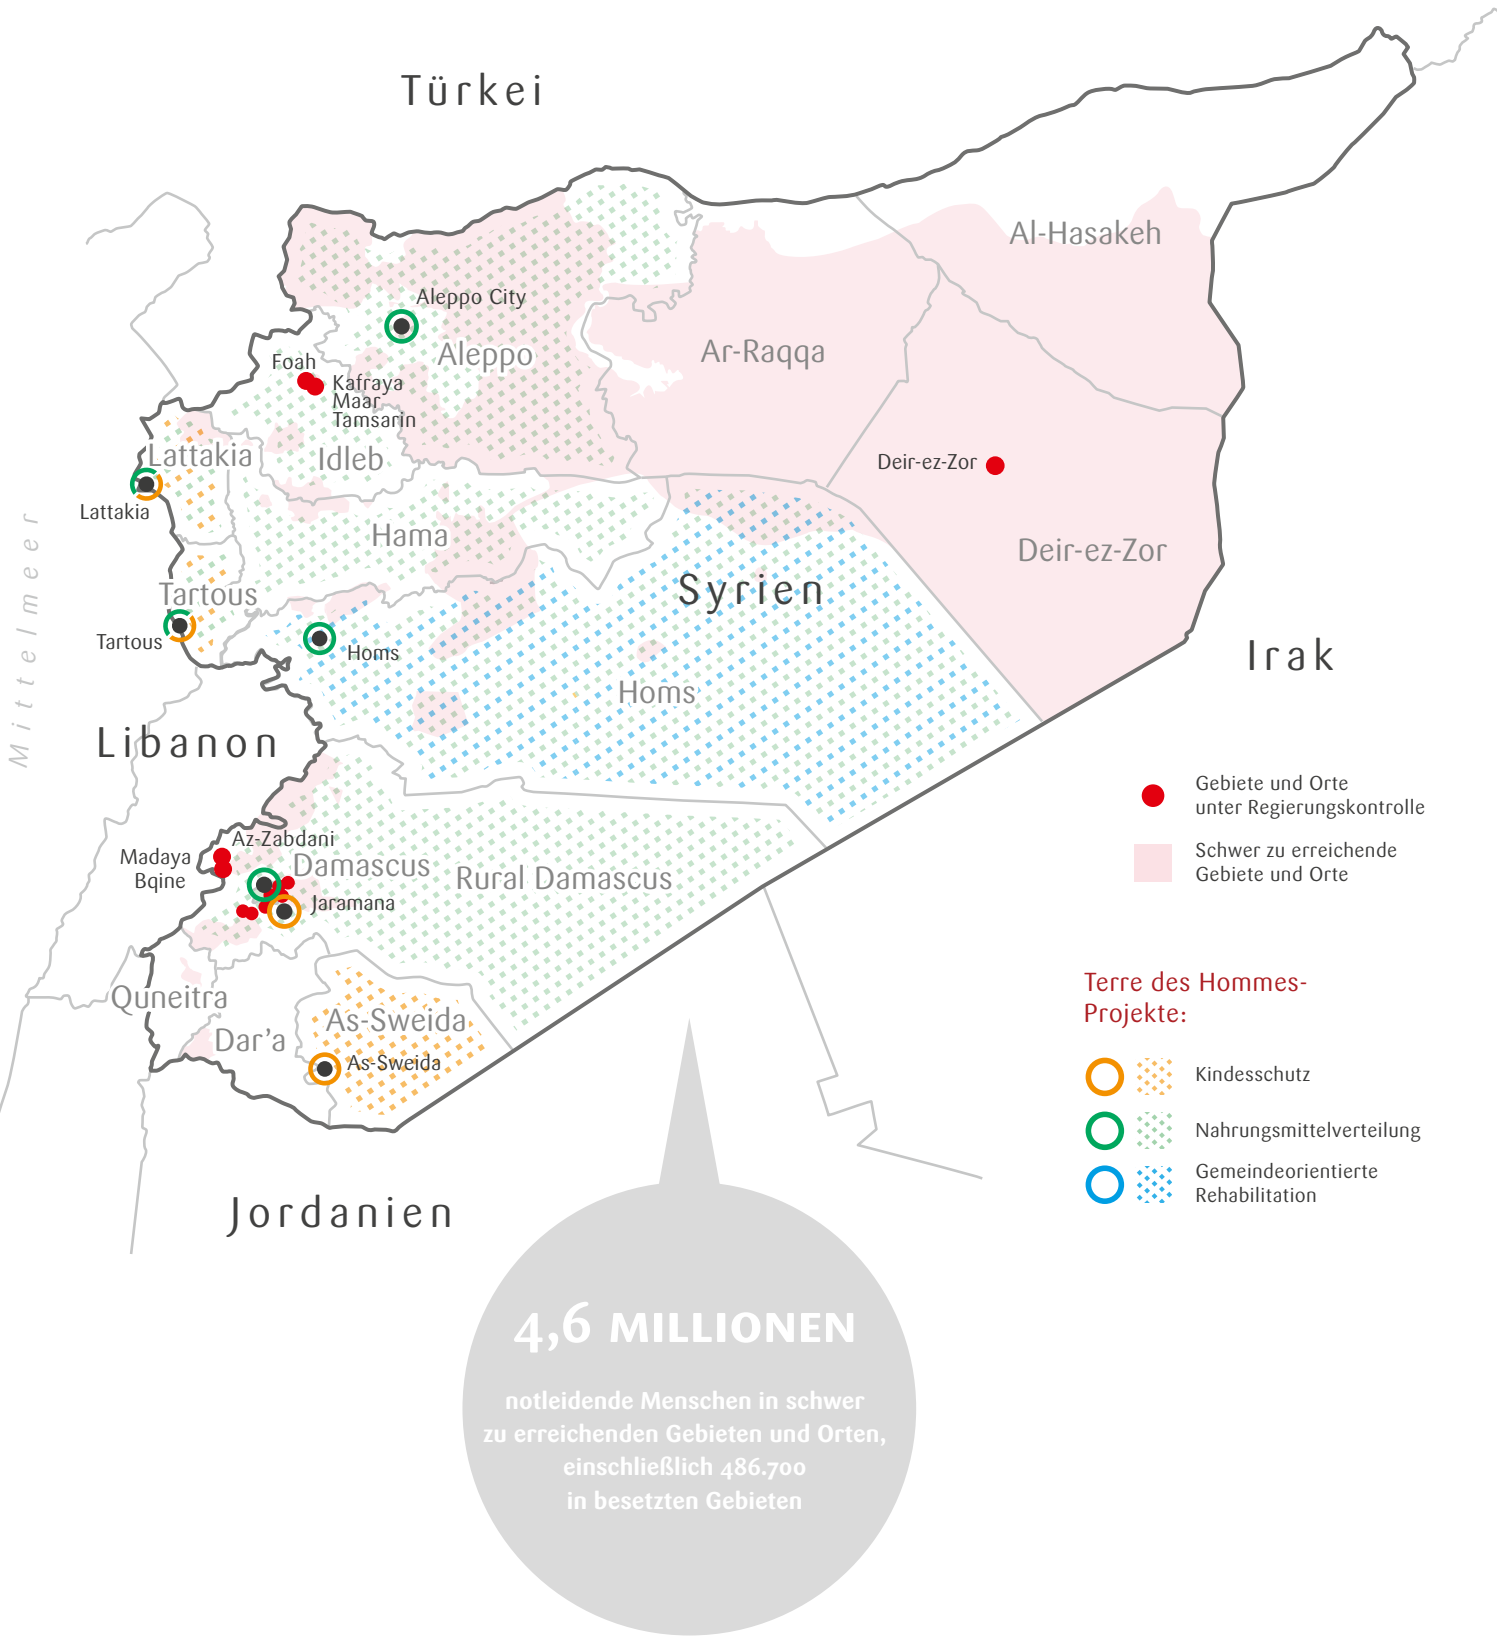 Türkei
Al-Hasakeh
Aleppo City
Aleppo
Ar-Raqqa
Foah
Kafraya
Maar
Tamsarin
Lattakia
Idleb
Deir-ez-Zor
Lattakia
Hama
Deir-ez-Zor
Mittelmeer
Syrien
Tartous
Tartous
Homs
Irak
Homs
Libanon
Gebiete und Orte
unter Regierungskontrolle
Az-Zabdani
Madaya
Bqine
Damascus
Rural Damascus
Jaramana
Schwer zu erreichende
Gebiete und Orte
Quneitra
Dar'a
As-Sweida
As-Sweida
Terre des Hommes-
Projekte:
Kindesschutz
Nahrungsmittelverteilung
Gemeindeorientierte
Rehabilitation
Jordanien
4,6 MILLIONEN
notleidende Menschen in schwer
zu erreichenden Gebieten und Orten,
einschließlich 486.700
in besetzten Gebieten